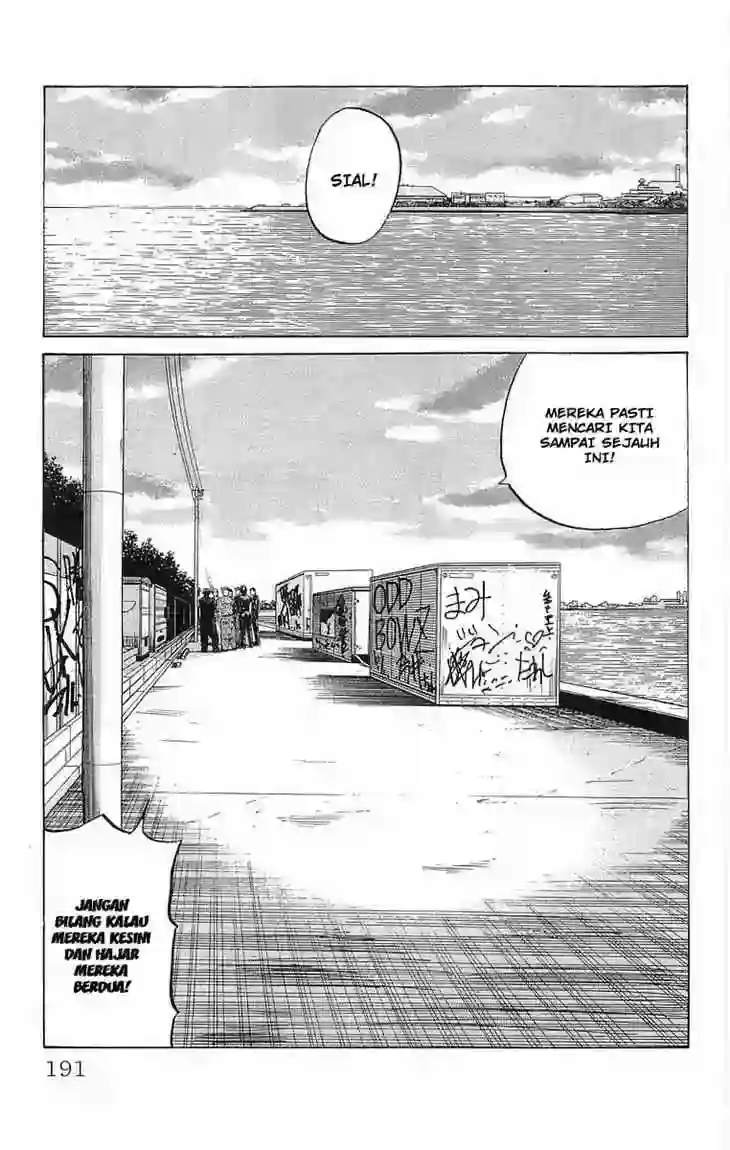 SIAL!
MEREKA PASTI
MENCARI KITA
SAMPAI SEJAUH
INI!
ODD
BOWZ
まみ
JANGAN
BILANG KALAU
MEREKA KESINI
DAN HAJAR
MEREKA
BERDUA!
191